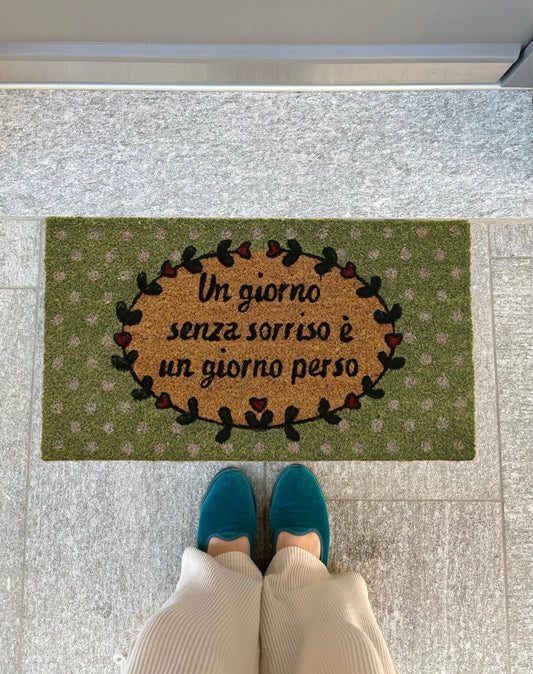 Un giorno
senza sorriso è
un giorno perso